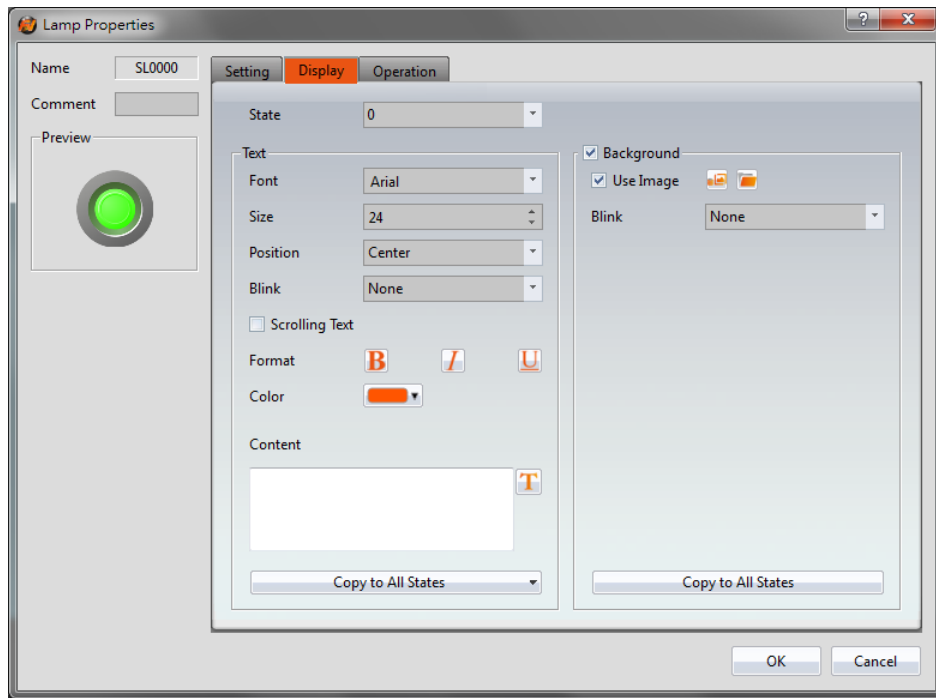 Lamp Properties
?
Name SL0000
Comment
Preview
Setting Display Operation
State 0
Text
Font Arial
Size 24
Position Center
Blink None
Scrolling Text
Format B I U
Color
Content
T
Copy to All States
Background
Use Image
Blink None
Copy to All States
OK Cancel